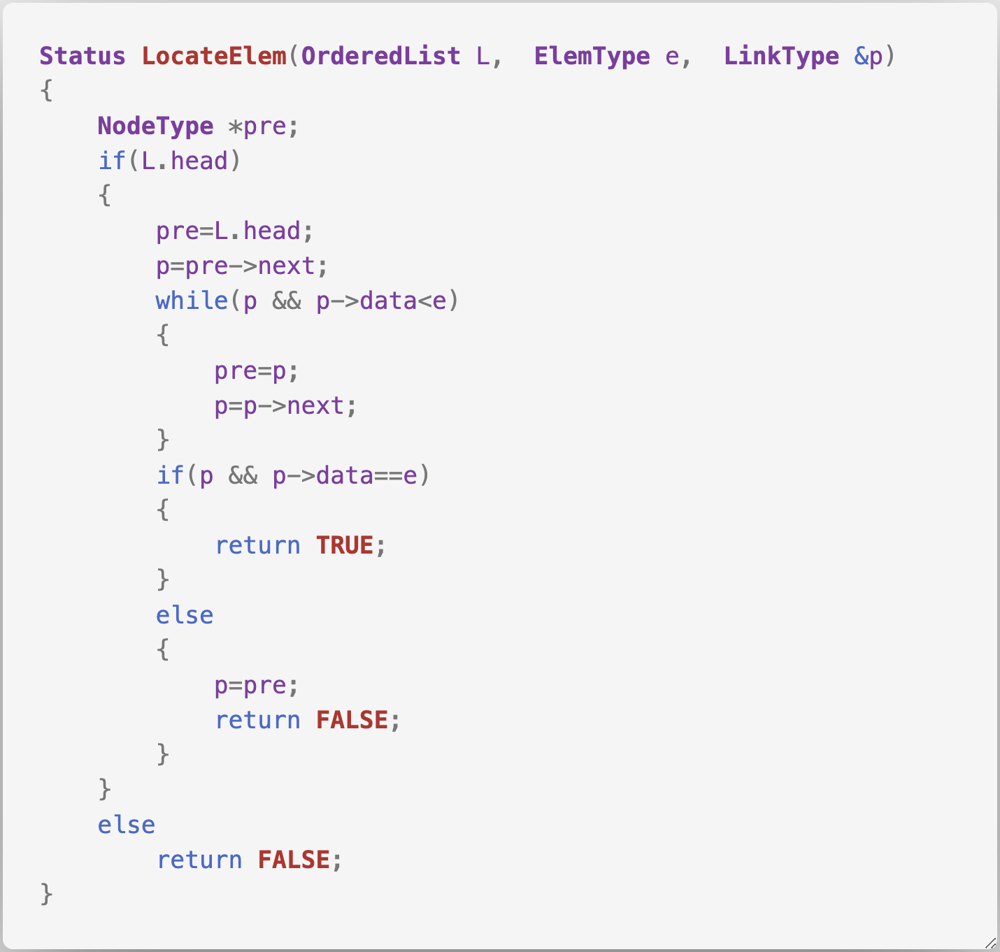 Status LocateElem(OrderedList L,  ElemType e,  LinkType &p)
{
    NodeType *pre;
    if(L.head)
    {
        pre=L.head;
        p=pre->next;
        while(p && p->data<e)
        {
            pre=p;
            p=p->next;
        }
        if(p && p->data==e)
        {
            return TRUE;
        }
        else
        {
            p=pre;
            return FALSE;
        }
    }
    else
        return FALSE;
}